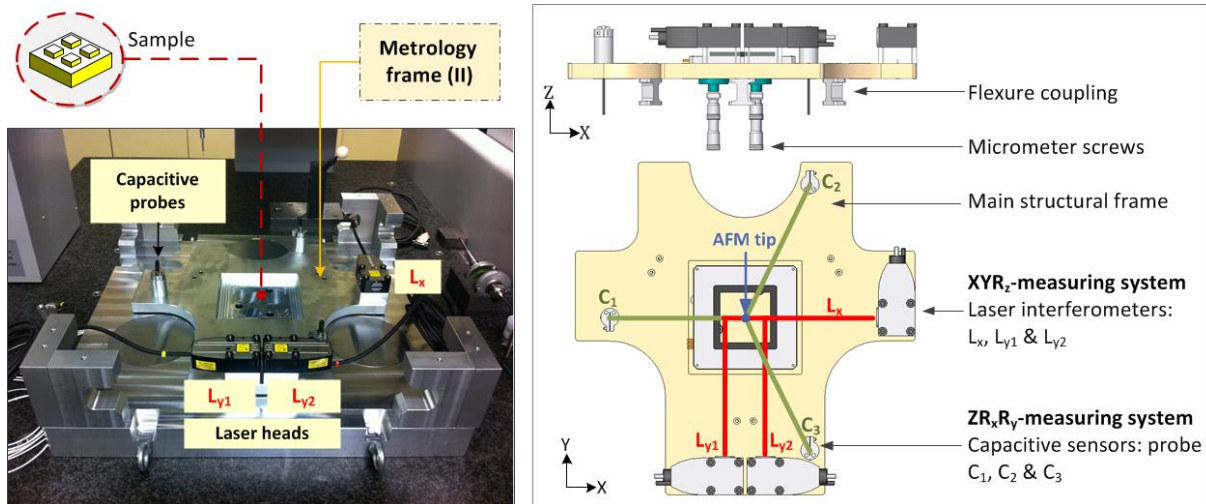 Sample
Metrology
frame (II)
Capacitive
probes
Lx
Ly1
Ly2
Laser heads
Z
X
Flexure coupling
Micrometer screws
C2
Main structural frame
AFM tip
C1
Lx
XYRz-measuring system
Laser interferometers:
Lx, Ly1 & Ly2
Ly1
Ly2
C3
ZRxRy-measuring system
Capacitive sensors: probe
C1, C2 & C3
Y
X